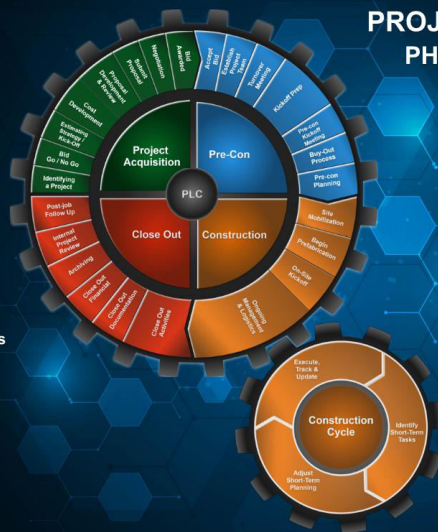 PROJ
PH
Identifying
a Project
Bid
Go / No Go
Estimating
Strategy /
Kick-Off
Cost
Development
Proposal
Development
& Review
Submit
Proposal
Negotiation
Bid
Awarded
Accept
Bid
Establish
Project
Team
Turnover
Meeting
Kickoff Prep
Pre-con
Kickoff
Meeting
Buy-Out
Process
Pre-con
Planning
Site
Mobilization
Begin
Prefabrication
On-Site
Kickoff
Ongoing
Management
& Logistics
Close Out
Activities
Close Out
Documentation
Close Out
Financial
Archiving
Internal
Project
Review
Post-job
Follow Up
Project
Acquisition
Pre-Con
PLC
Close Out
Construction
s
Execute,
Track &
Update
Construction
Cycle
Identify
Short-Term
Tasks
Adjust
Short-Term
Planning